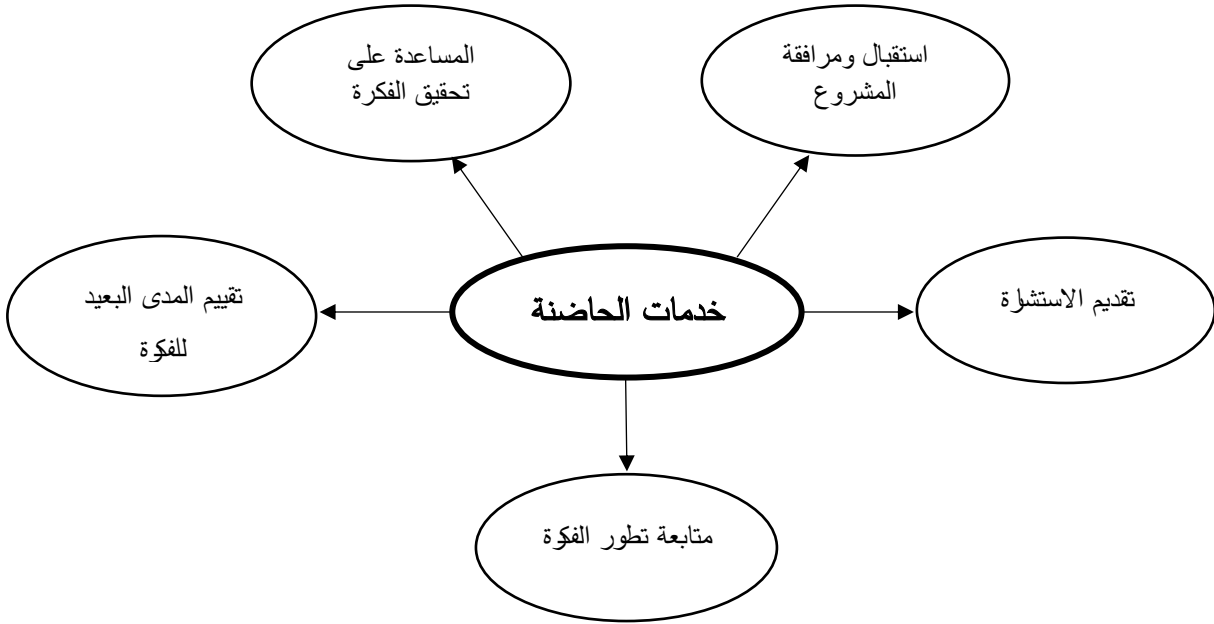 استقبال ومرافقة
المشروع
المساعدة على
تحقيق الفكرة
خدمات الحاضنة
تقديم الاستشارة
تقييم المدى البعيد
للفكرة
متابعة تطور الفكرة